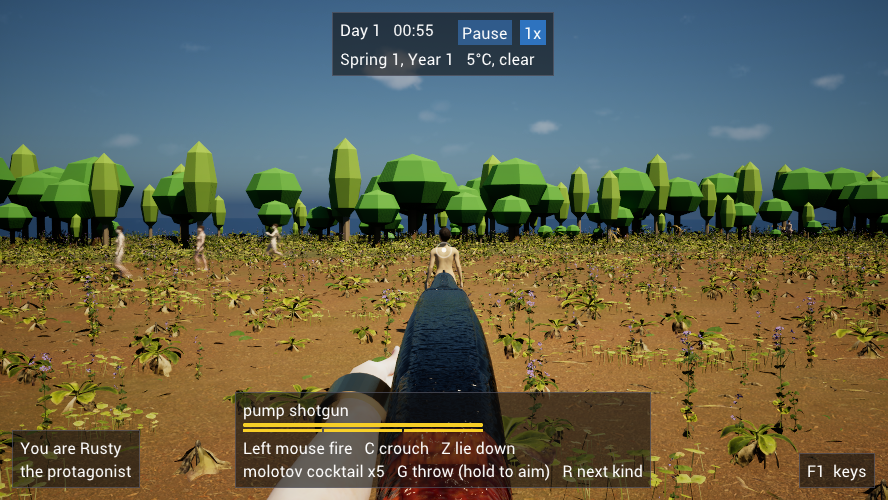 Day 1 00:55 Pause 1x
Spring 1, Year 1 5°C, clear
pump shotgun
Left mouse fire C crouch Z lie down
molotov cocktail x5 G throw (hold to aim) R next kind
You are Rusty
the protagonist
F1 keys